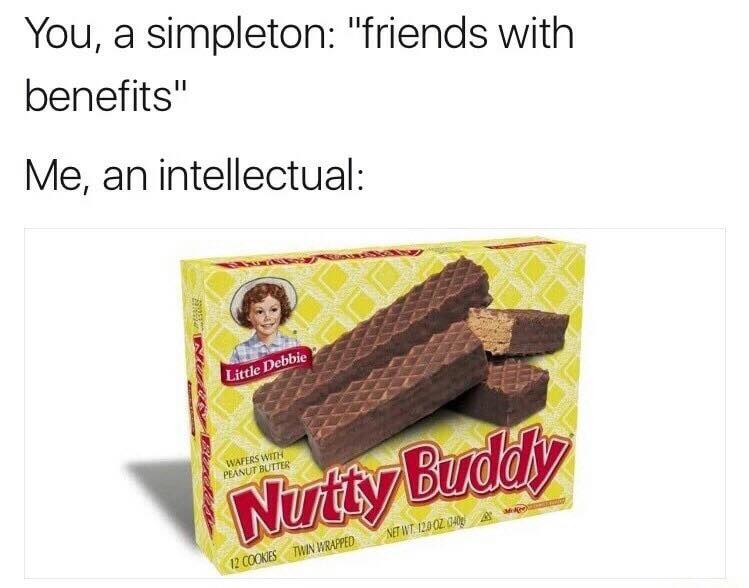 You, a simpleton: "friends with
benefits"
Me, an intellectual:
Little Debbie
WAFERS WITH
PEANUT BUTTER
Nutty Buddy
12 COOKIES TWIN WRAPPED NET WT. 12.0 OZ. (340g)
McKee